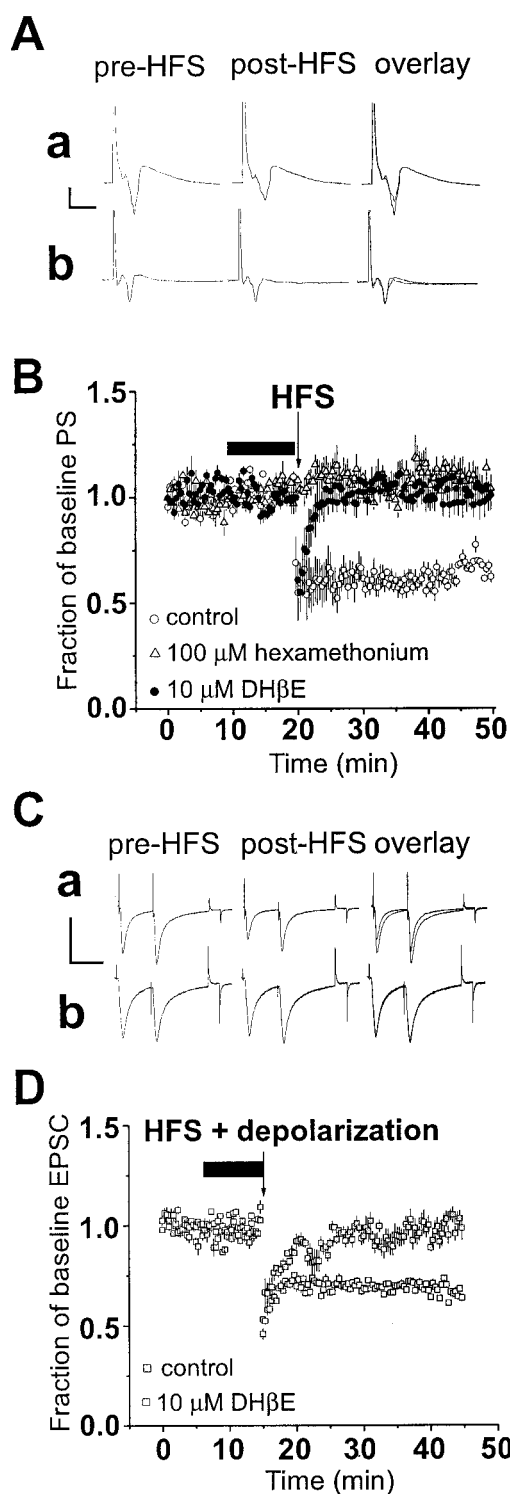 A
pre-HFS post-HFS overlay
a
b
B
HFS
1.5
1.0
0.5
0.0
Fraction of baseline PS
○ control
△ 100 μM hexamethonium
● 10 μM DHβE
0 10 20 30 40 50
Time (min)
C
pre-HFS post-HFS overlay
a
b
D
HFS + depolarization
1.5
1.0
0.5
0.0
Fraction of baseline EPSC
□ control
□ 10 μM DHβE
0 10 20 30 40 50
Time (min)